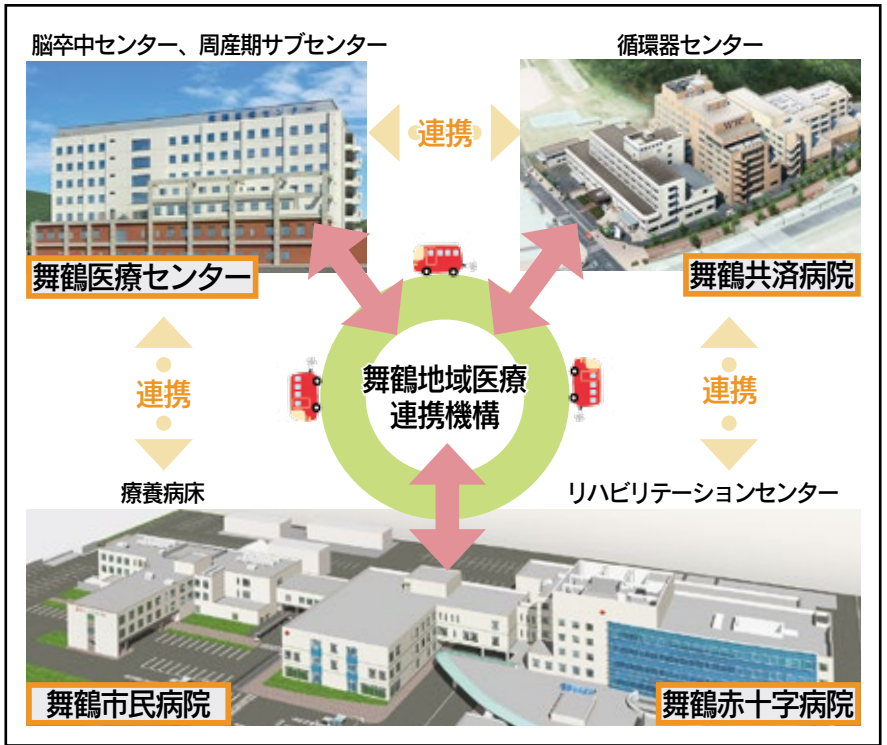 脳卒中センター、周産期サブセンター
循環器センター
連携
舞鶴医療センター
舞鶴共済病院
舞鶴地域医療
連携機構
連携
連携
療養病床
リハビリテーションセンター
舞鶴市民病院
舞鶴赤十字病院